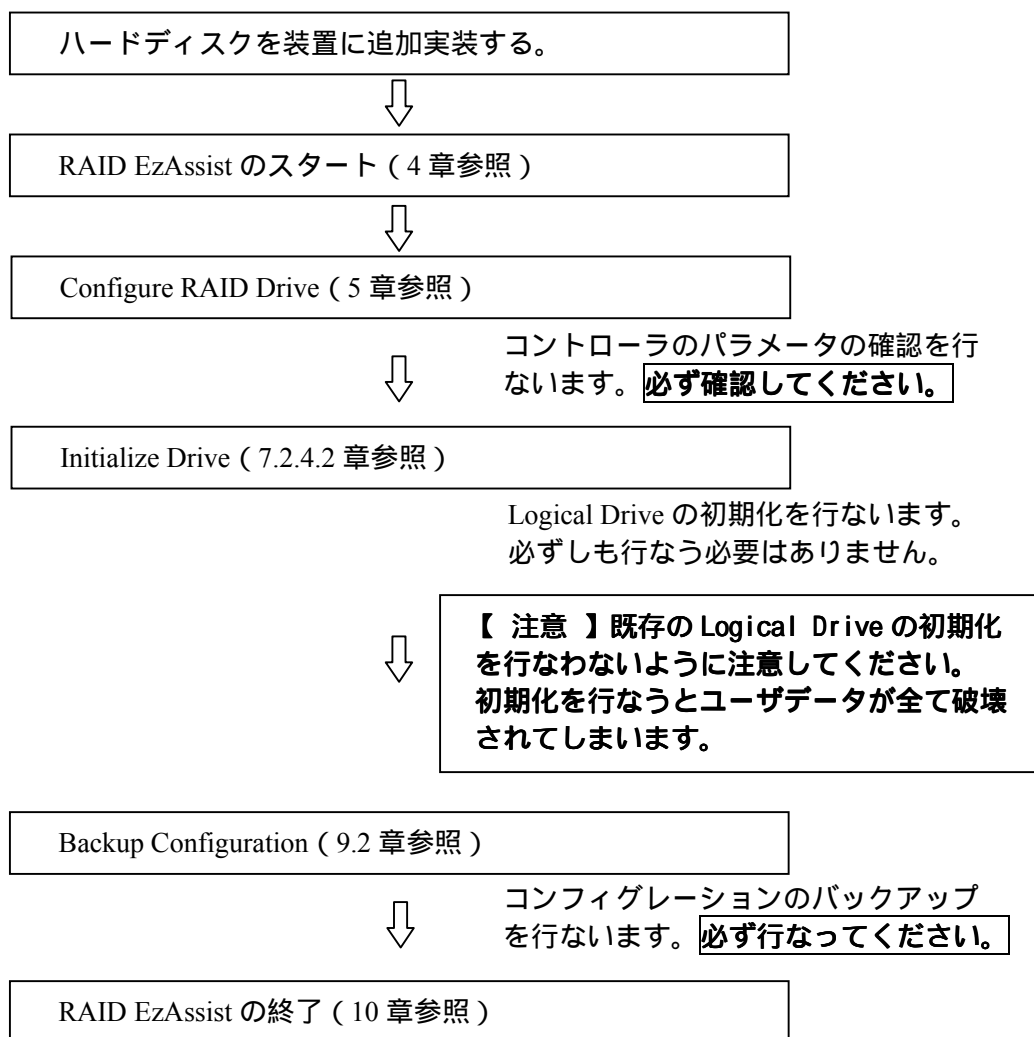 ハードディスクを装置に追加実装する。
RAID EzAssist のスタート（4 章参照）
Configure RAID Drive（5 章参照）
コントローラのパラメータの確認を行
ないます。必ず確認してください。
Initialize Drive（7.2.4.2 章参照）
Logical Drive の初期化を行ないます。
必ずしも行なう必要はありません。
【 注意 】既存の Logical Drive の初期化
を行なわないように注意してください。
初期化を行なうとユーザデータが全て破壊
されてしまいます。
Backup Configuration（9.2 章参照）
コンフィグレーションのバックアップ
を行ないます。必ず行なってください。
RAID EzAssist の終了（10 章参照）